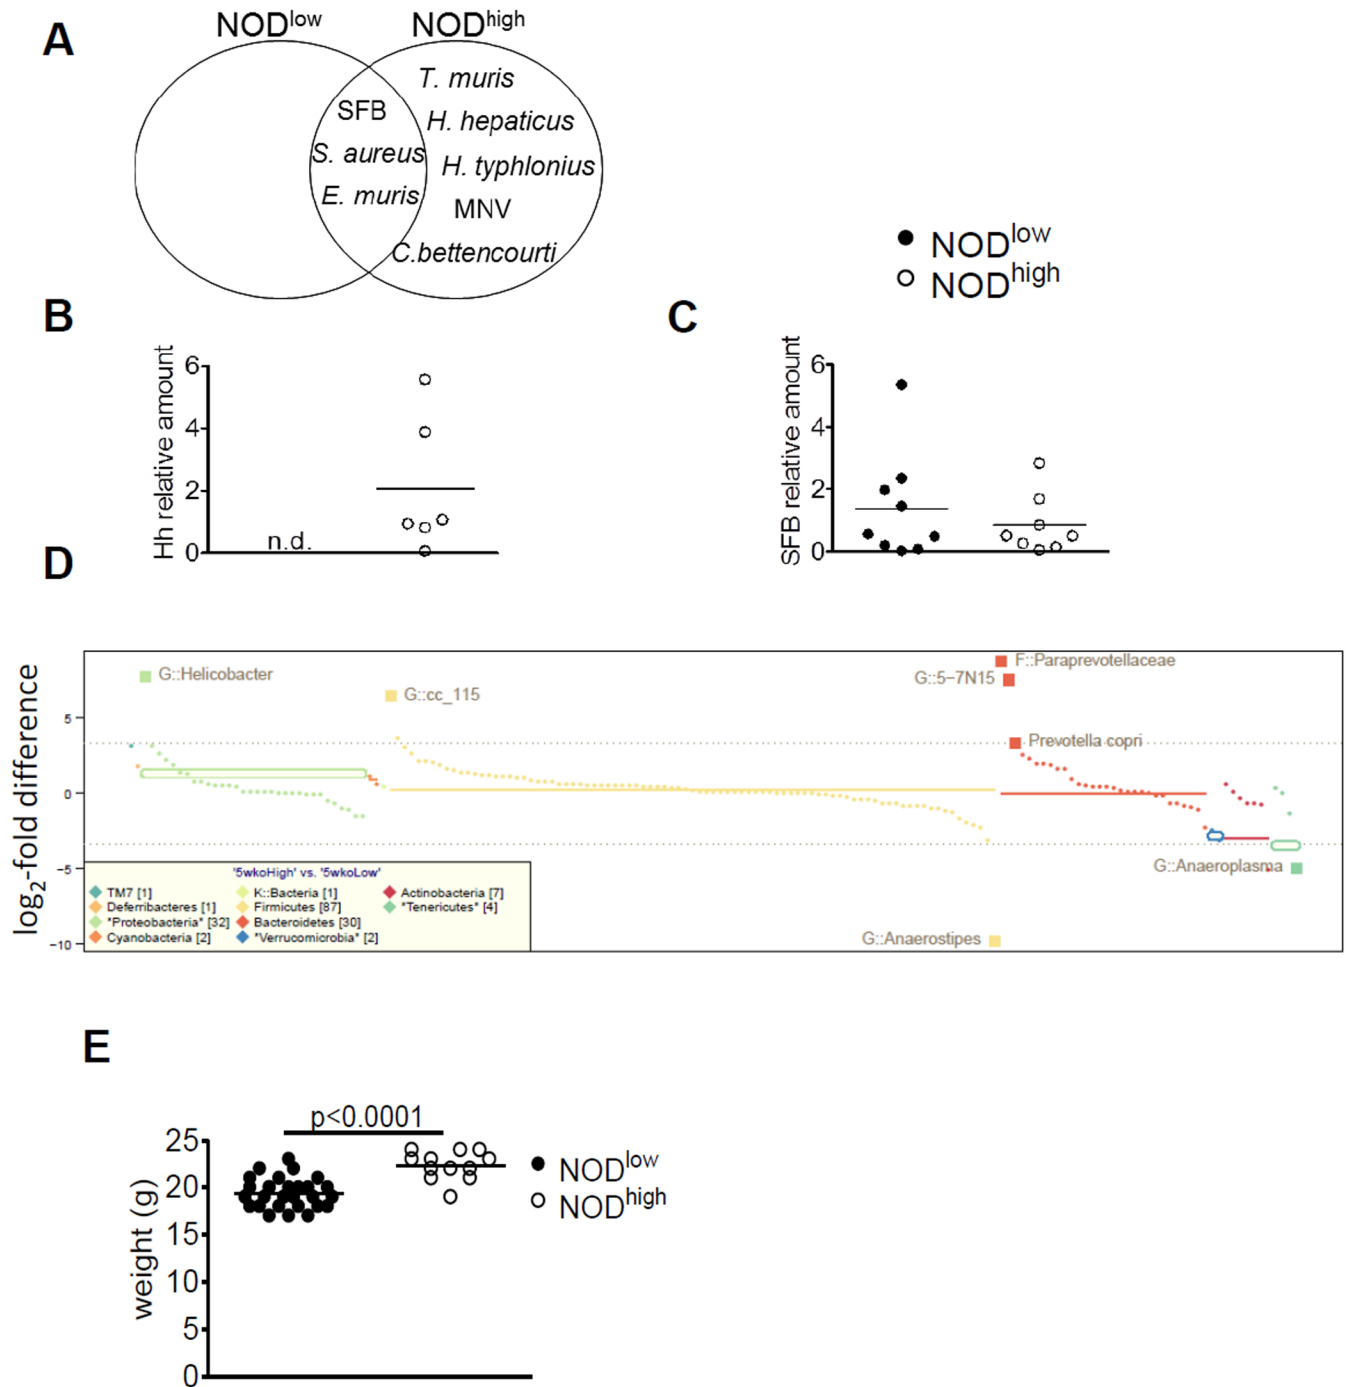 A
NODlow NODhigh
T. muris
SFB
H. hepaticus
S. aureus
H. typhlonius
E. muris
MNV
C.bettencourti
NODlow
NODhigh
B
Hh relative amount
6
4
2
0
n.d.
C
SFB relative amount
6
4
2
0
D
log2-fold difference
5
0
−5
−10
G::Helicobacter
G::cc_115
F::Paraprevotellaceae
G::5−7N15
Prevotella copri
G::Anaeroplasma
G::Anaerostipes
'5wkoHigh' vs. '5wkoLow'
TM7 [1]
Deferribacteres [1]
*Proteobacteria* [32]
Cyanobacteria [2]
K::Bacteria [1]
Firmicutes [87]
Bacteroidetes [30]
*Verrucomicrobia* [2]
Actinobacteria [7]
*Tenericutes* [4]
E
p<0.0001
weight (g)
25
20
15
10
5
0
NODlow
NODhigh